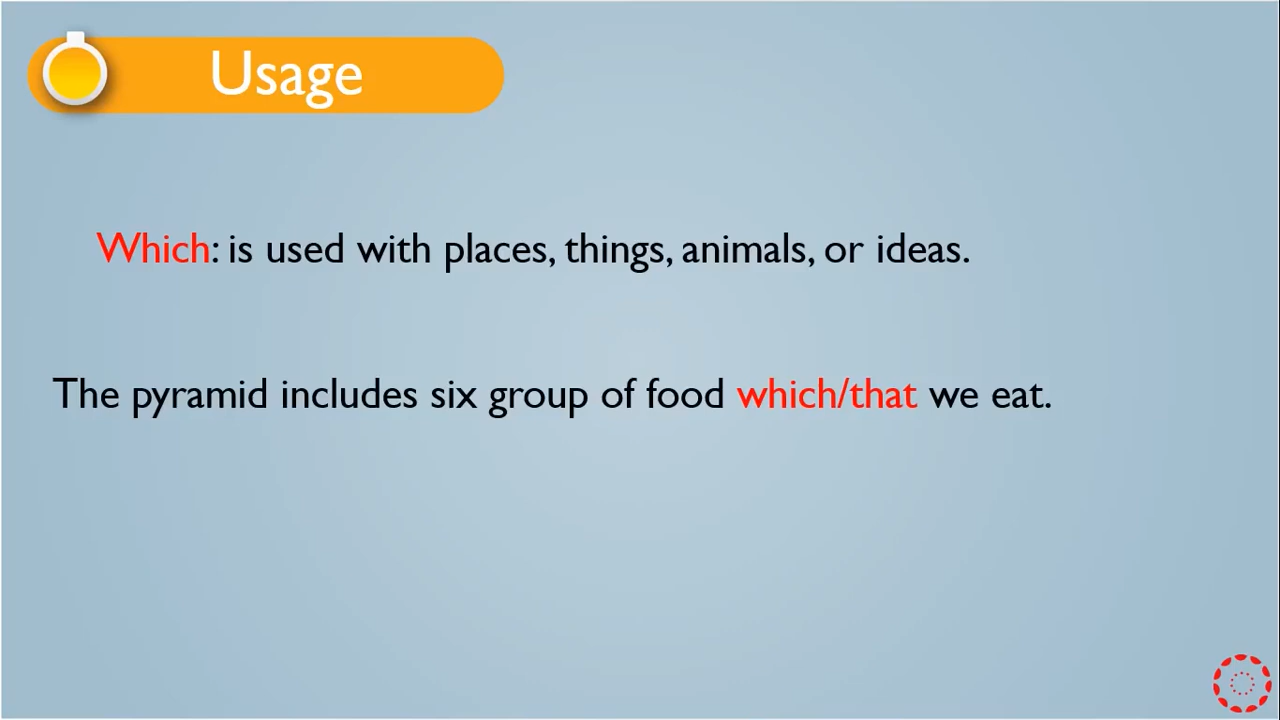 Usage
Which: is used with places, things, animals, or ideas.
The pyramid includes six group of food which/that we eat.